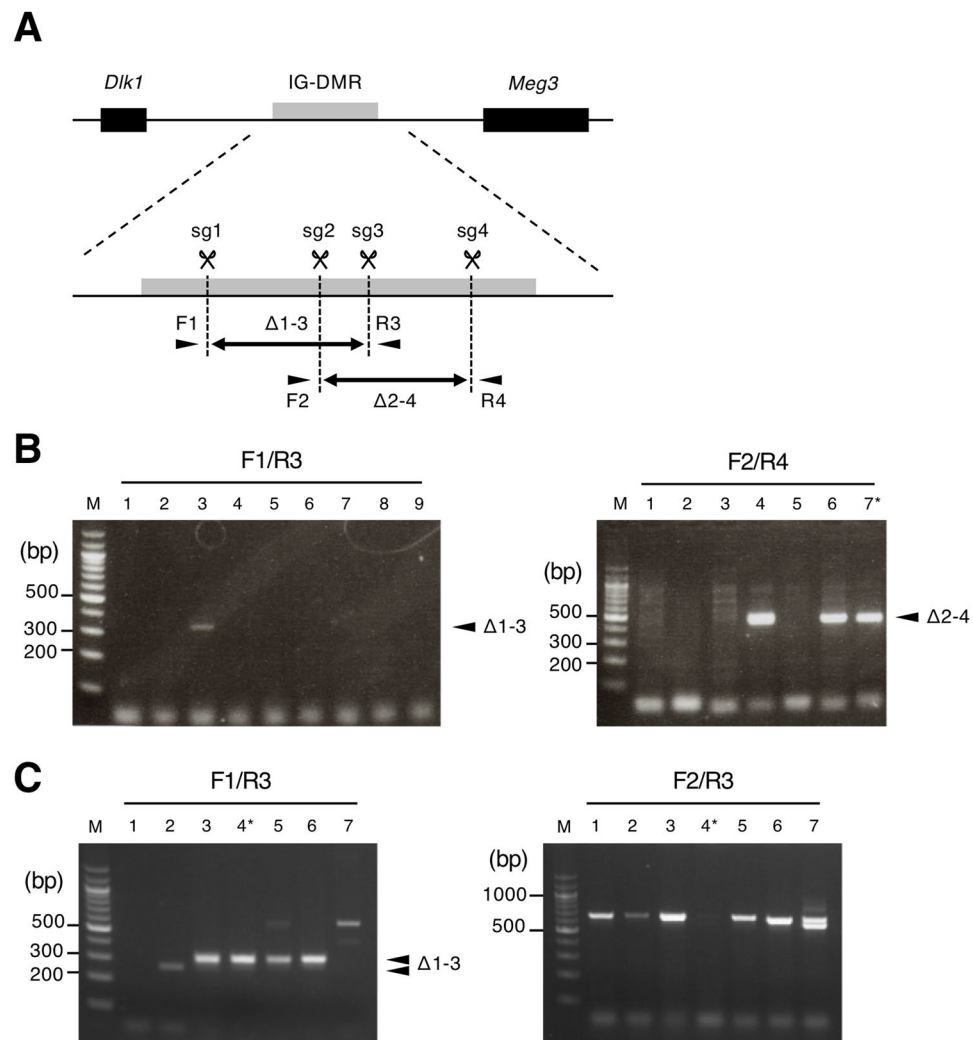 A
Dlk1 IG-DMR Meg3
sg1 sg2 sg3 sg4
F1 Δ1-3 R3
F2 Δ2-4 R4
B
F1/R3
M 1 2 3 4 5 6 7 8 9
(bp)
500
300
200
Δ1-3
F2/R4
M 1 2 3 4 5 6 7*
(bp)
500
300
200
Δ2-4
C
F1/R3
M 1 2 3 4* 5 6 7
(bp)
500
300
200
Δ1-3
F2/R3
M 1 2 3 4* 5 6 7
(bp)
1000
500